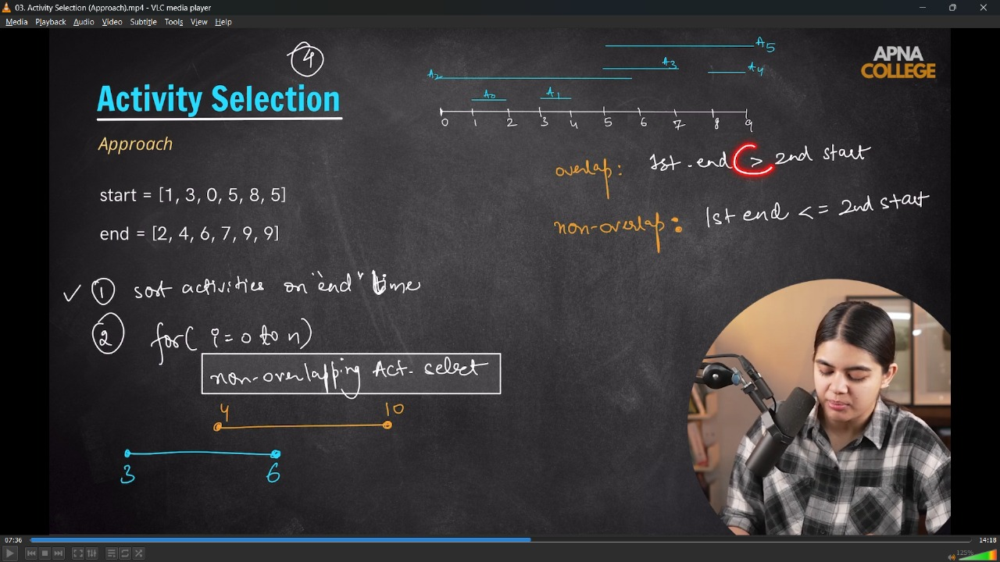 03. Activity Selection (Approach).mp4 - VLC media player
Media Playback Audio Video Subtitle Tools View Help
4
Activity Selection
Approach
start = [1, 3, 0, 5, 8, 5]
end = [2, 4, 6, 7, 9, 9]
A5
A3
A4
A2
A0
A1
0 1 2 3 4 5 6 7 8 9
APNA
COLLEGE
overlap: 1st. end > 2nd start
non-overlap: 1st end <= 2nd start
✓ 1 sort activities on "end" time
2 for( i=0 to n)
non-overlapping Act. select
4 10
3 6
07:36
14:18
125%